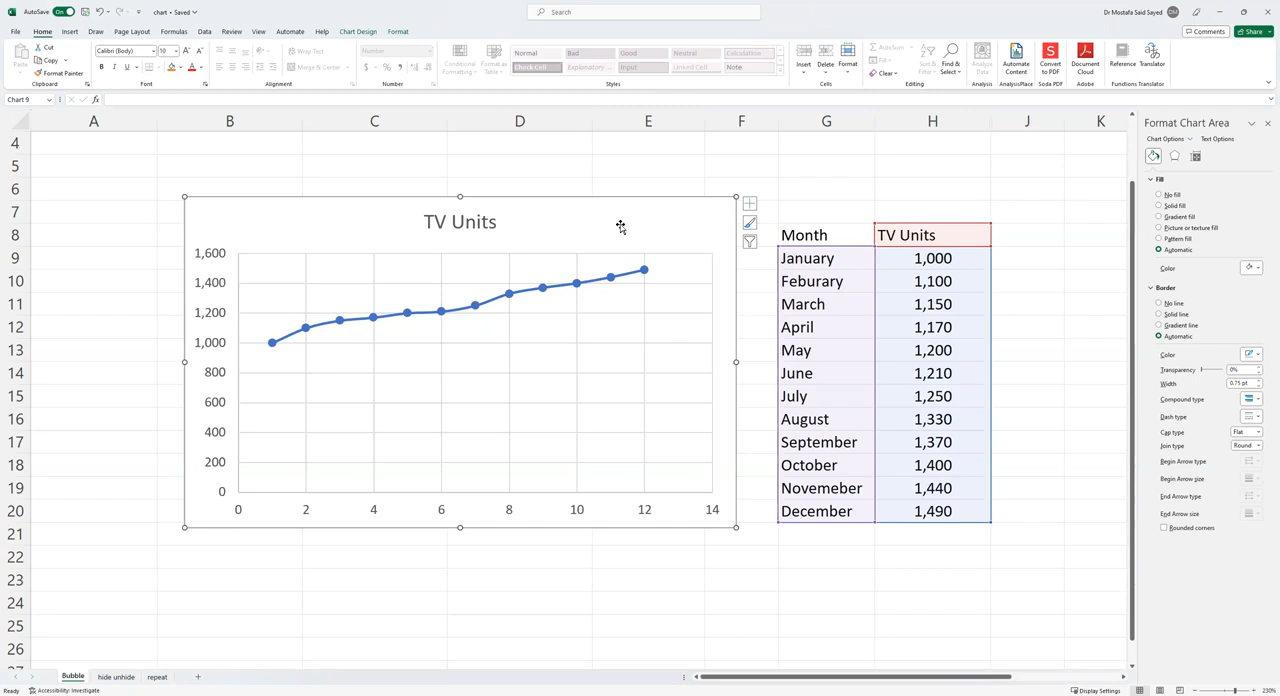 AutoSave On chart • Saved Search Dr Mostafa Said Sayed DM
File Home Insert Draw Page Layout Formulas Data Review View Automate Help Chart Design Format Comments Share
Paste Cut Copy Format Painter
Clipboard
Calibri (Body) 10
B I U
Font
Wrap Text
Merge & Center
Alignment
Number
Number
Conditional Formatting Format as Table
Normal Bad Good Neutral Calculation
Check Cell Explanatory ... Input Linked Cell Note
Styles
Insert Delete Format
Cells
AutoSum
Fill
Clear
Sort & Filter Find & Select
Editing
Analyze Data
Analysis
Automate Content
AnalysisPlace
Convert to PDF
Soda PDF
Document Cloud
Adobe
Reference Translator
Functions Translator
Chart 9 fx
A B C D E F G H J K
4
5
6
7
8
9
10
11
12
13
14
15
16
17
18
19
20
21
22
23
24
25
26
27
TV Units
1,600
1,400
1,200
1,000
800
600
400
200
0
0 2 4 6 8 10 12 14
Month TV Units
January 1,000
Feburary 1,100
March 1,150
April 1,170
May 1,200
June 1,210
July 1,250
August 1,330
September 1,370
October 1,400
Novemeber 1,440
December 1,490
Format Chart Area
Chart Options Text Options
Fill
No fill
Solid fill
Gradient fill
Picture or texture fill
Pattern fill
Automatic
Color
Border
No line
Solid line
Gradient line
Automatic
Color
Transparency 0%
Width 0.75 pt
Compound type
Dash type
Cap type Flat
Join type Round
Begin Arrow type
Begin Arrow size
End Arrow type
End Arrow size
Rounded corners
Bubble hide unhide repeat
Ready Accessibility: Investigate Display Settings 230%